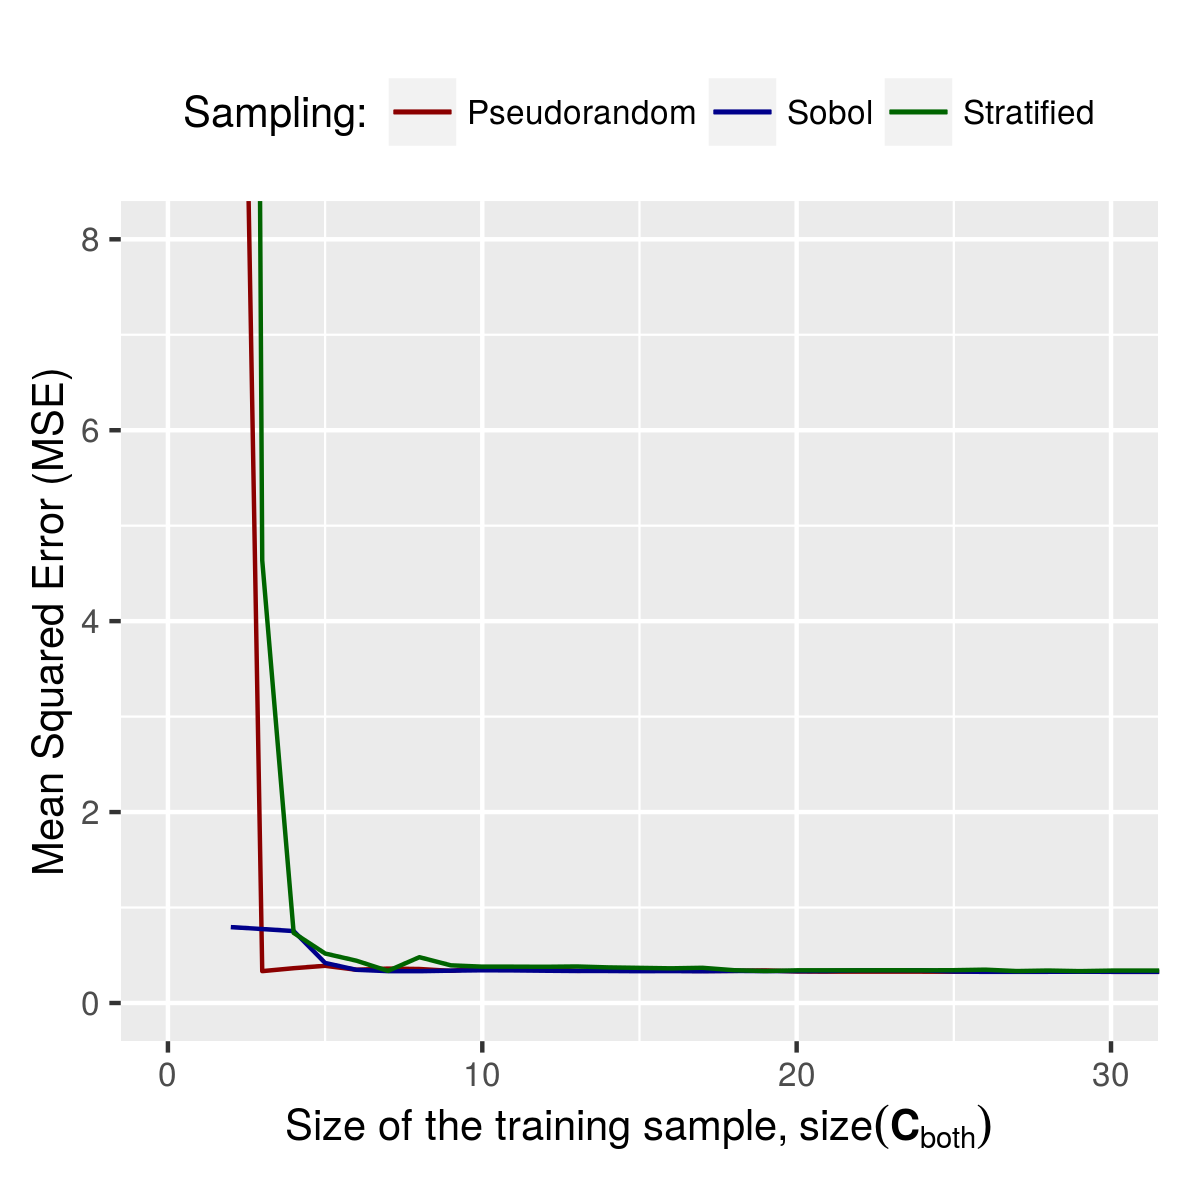 Sampling: Pseudorandom Sobol Stratified
8
6
4
2
0
Mean Squared Error (MSE)
0 10 20 30
Size of the training sample, size(C_both)